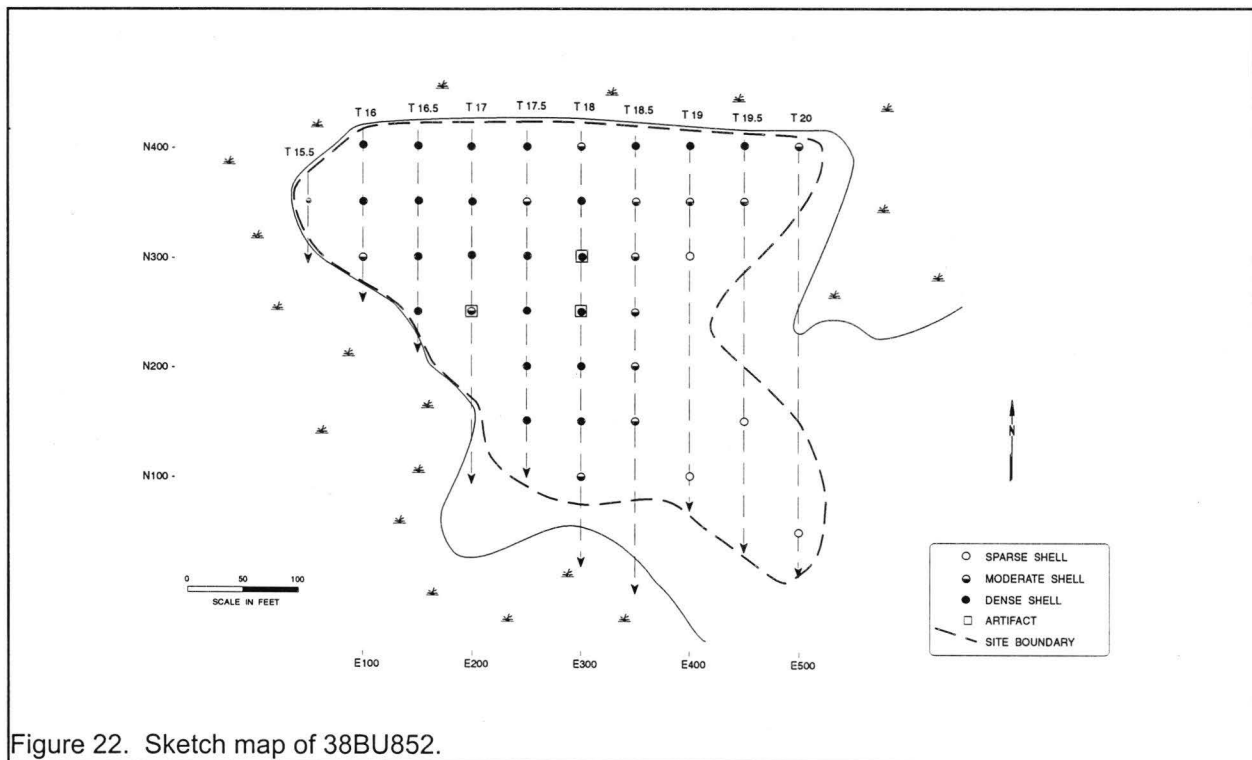 T 15.5
T 16
T 16.5
T 17
T 17.5
T 18
T 18.5
T 19
T 19.5
T 20
N400 -
N300 -
N200 -
N100 -
N
0 50 100
SCALE IN FEET
E100
E200
E300
E400
E500
SPARSE SHELL
MODERATE SHELL
DENSE SHELL
ARTIFACT
SITE BOUNDARY
Figure 22. Sketch map of 38BU852.